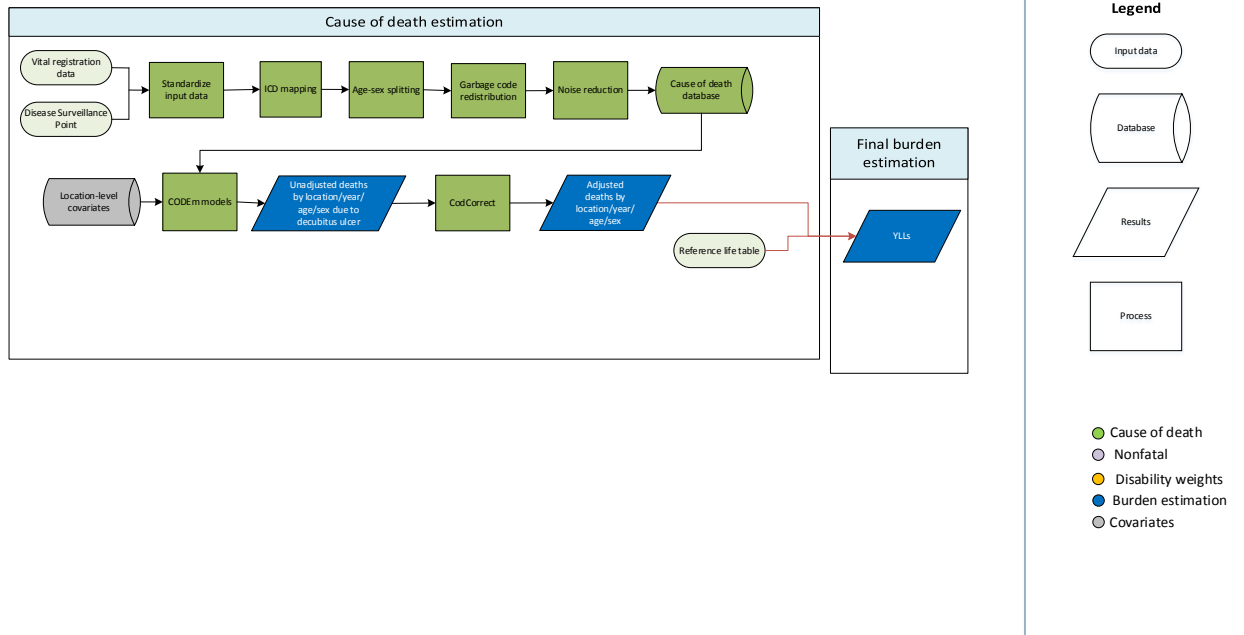 Cause of death estimation
Vital registration
data
Disease Surveillance
Point
Standardize
input data
ICD mapping
Age-sex splitting
Garbage code
redistribution
Noise reduction
Cause of death
database
Location-level
covariates
CODEm models
Unadjusted deaths
by location/year/
age/sex due to
decubitus ulcer
CodCorrect
Adjusted
deaths by
location/year/
age/sex
Reference life table
Final burden
estimation
YLLs
Legend
Input data
Database
Results
Process
Cause of death
Nonfatal
Disability weights
Burden estimation
Covariates